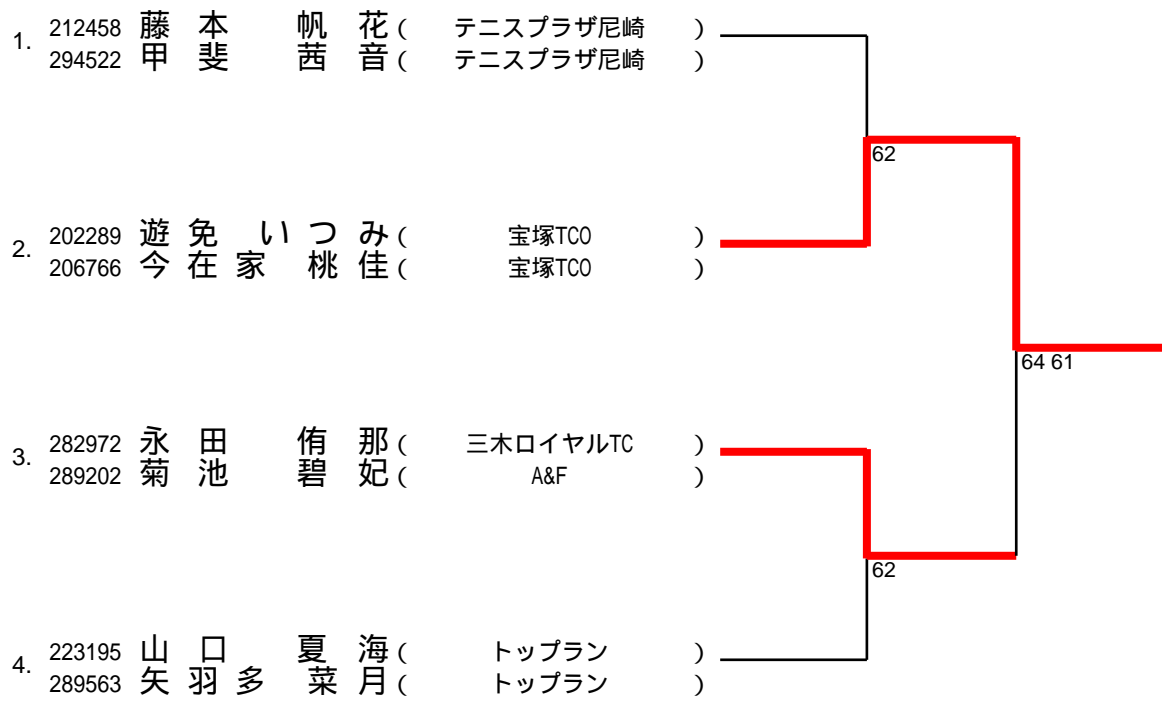 1. 212458 藤本 帆花(テニスプラザ尼崎)
294522 甲斐 茜音(テニスプラザ尼崎)
62
2. 202289 遊免 いつみ(宝塚TCO)
206766 今在家 桃佳(宝塚TCO)
64 61
3. 282972 永田 侑那(三木ロイヤルTC)
289202 菊池 碧妃(A&F)
62
4. 223195 山口 夏海(トップラン)
289563 矢羽多 菜月(トップラン)